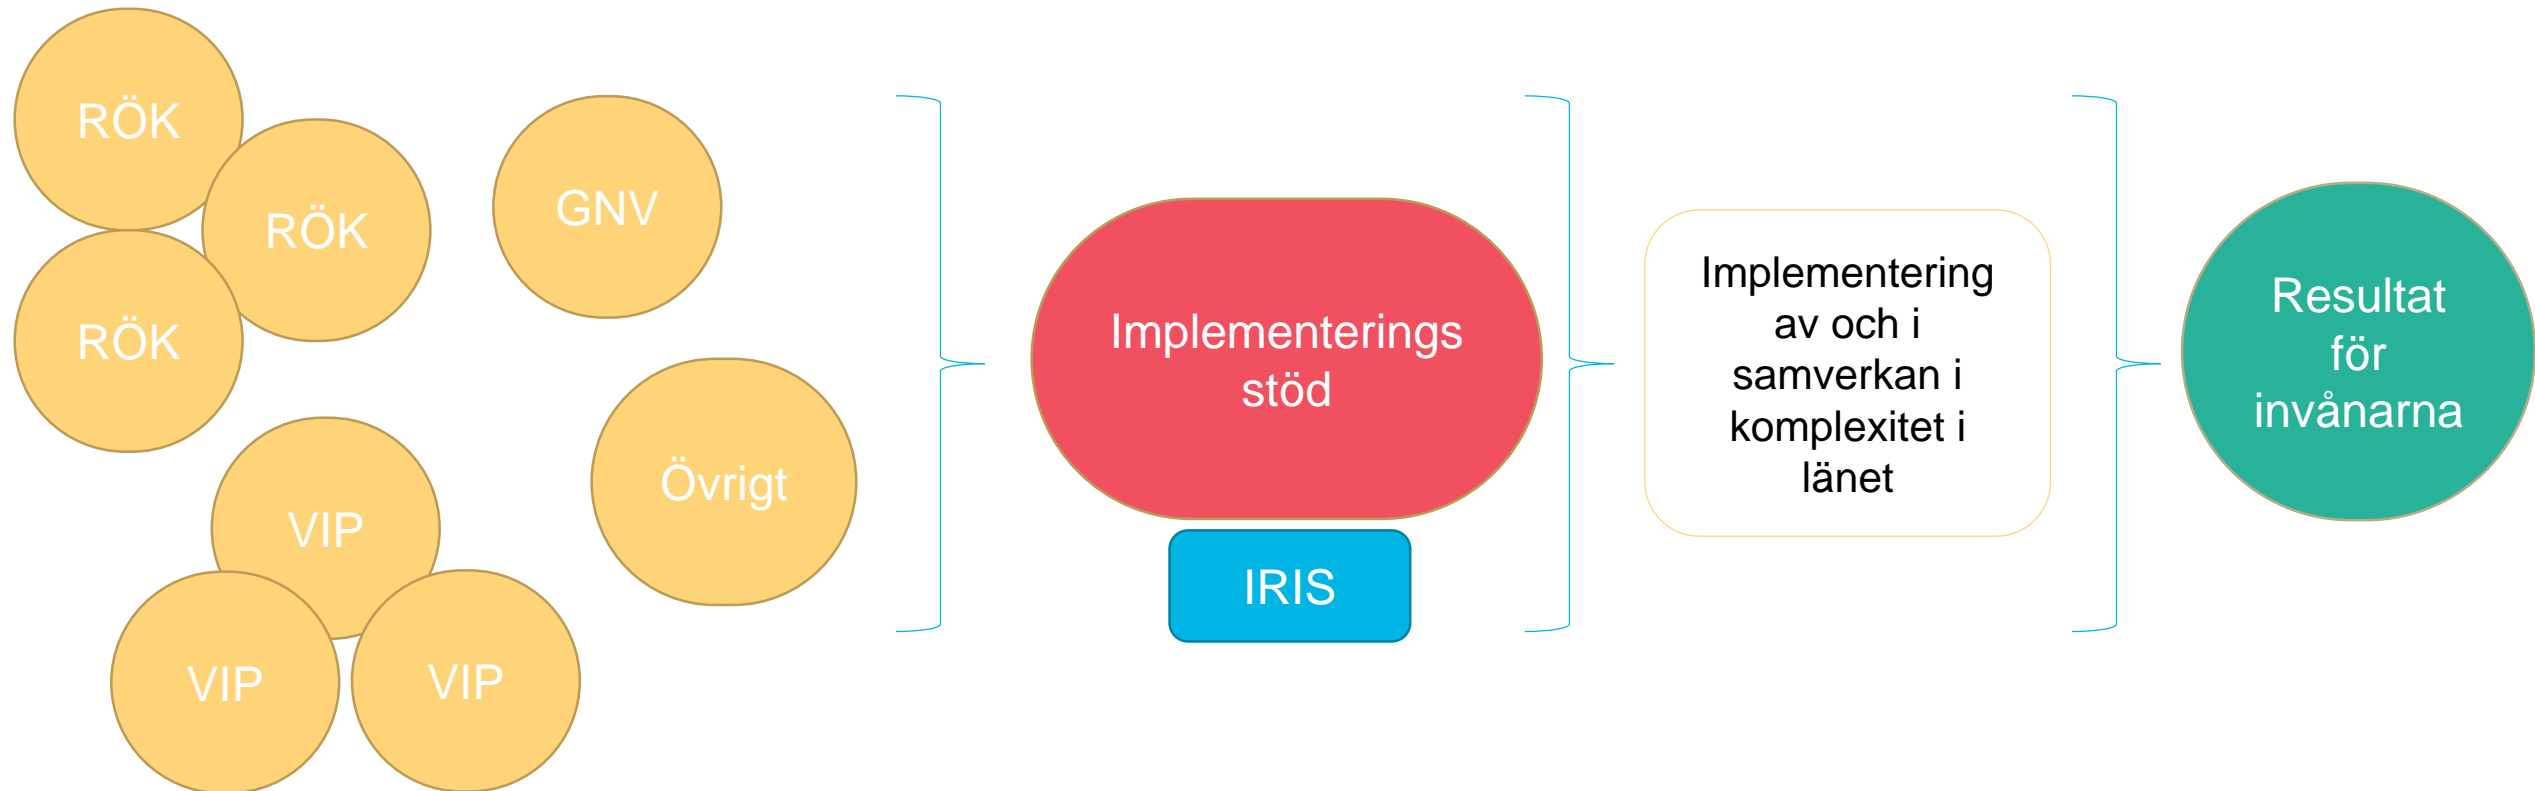 RÖK
RÖK
RÖK
GNV
Övrigt
VIP
VIP
VIP
Implementerings
stöd
IRIS
Implementering
av och i
samverkan i
komplexitet i
länet
Resultat
för
invånarna